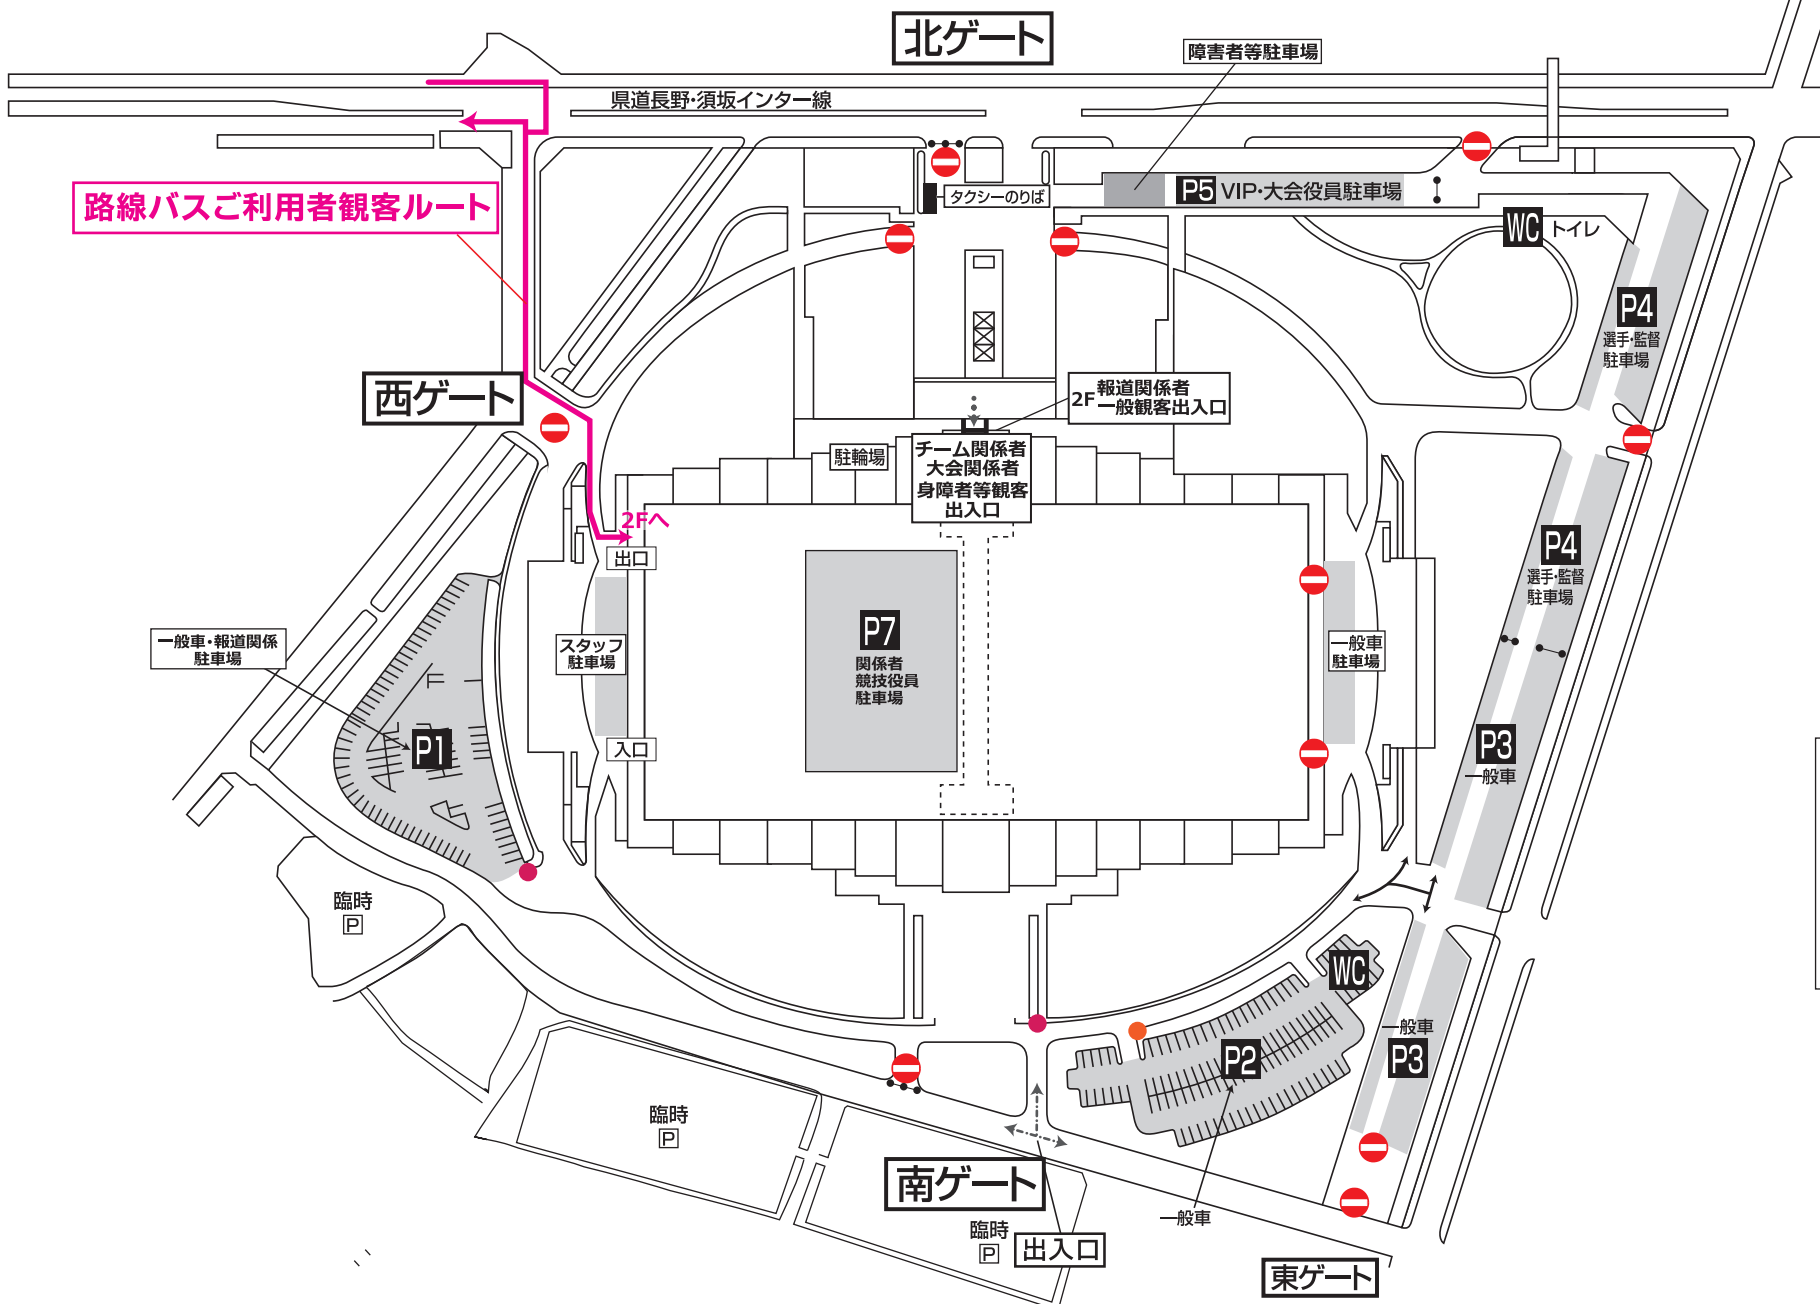 北ゲート
障害者等駐車場
県道長野・須坂インター線
路線バスご利用者観客ルート
タクシーのりば
P5 VIP・大会役員駐車場
WC トイレ
P4
選手・監督
駐車場
西ゲート
報道関係者
2F 一般観客出入口
駐輪場
チーム関係者
大会関係者
身障者等観客
出入口
2Fへ
出口
P4
選手・監督
駐車場
P7
関係者
競技役員
駐車場
一般車・報道関係
駐車場
スタッフ
駐車場
一般車
駐車場
P1
入口
P3
一般車
臨時
P
WC
一般車
P3
P2
臨時
P
南ゲート
一般車
臨時
P
出入口
東ゲート